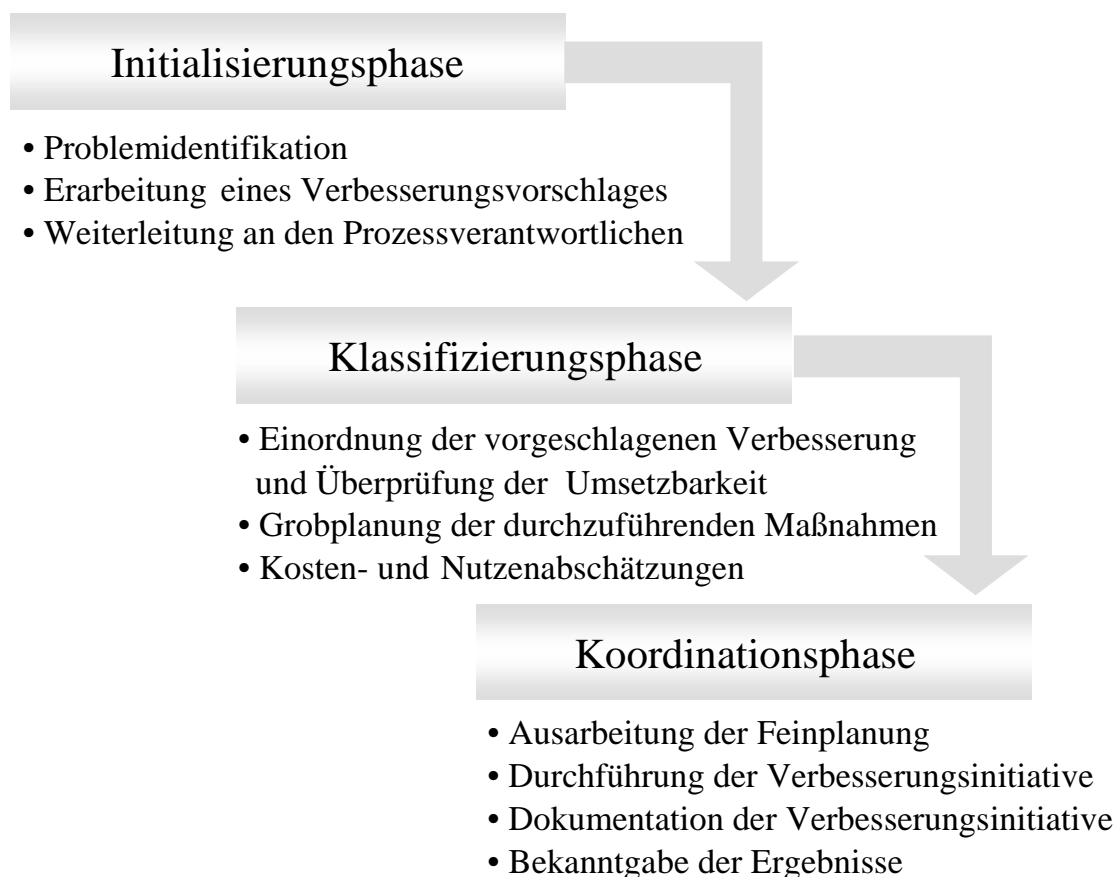 Initialisierungsphase
• Problemidentifikation
• Erarbeitung eines Verbesserungsvorschlages
• Weiterleitung an den Prozessverantwortlichen
Klassifizierungsphase
• Einordnung der vorgeschlagenen Verbesserung
und Überprüfung der Umsetzbarkeit
• Grobplanung der durchzuführenden Maßnahmen
• Kosten- und Nutzenabschätzungen
Koordinationsphase
• Ausarbeitung der Feinplanung
• Durchführung der Verbesserungsinitiative
• Dokumentation der Verbesserungsinitiative
• Bekanntgabe der Ergebnisse